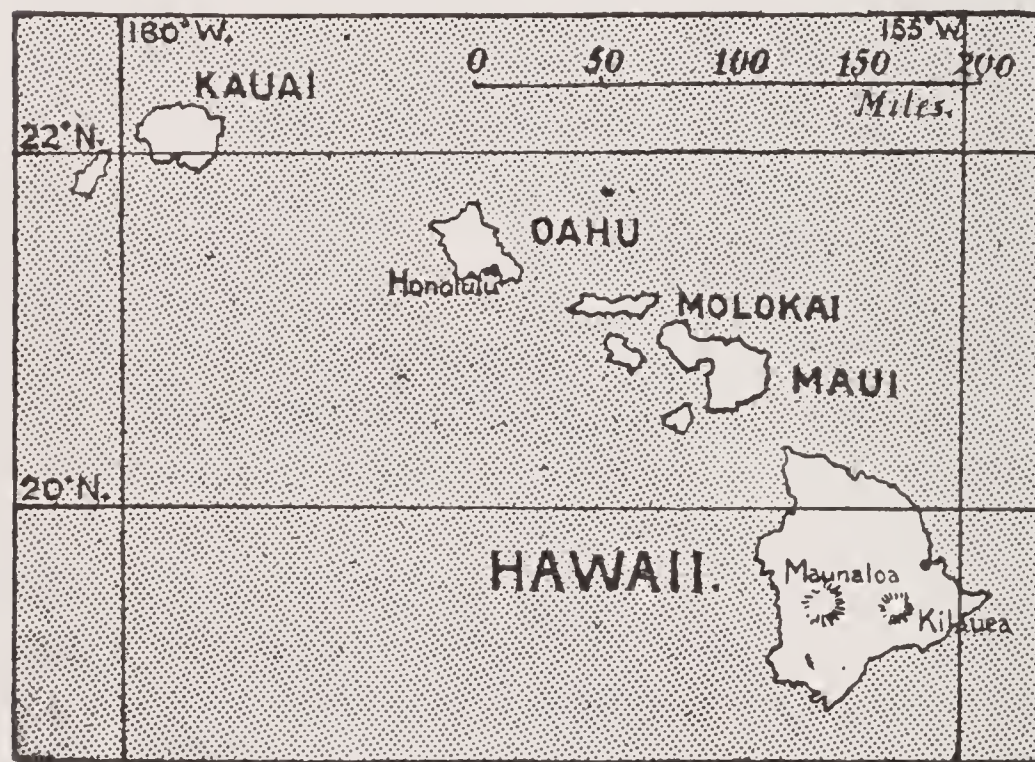 160°W.
155°W
0 50 100 150 200
Miles.
KAUAI
22°N.
OAHU
Honolulu
MOLOKAI
MAUI
20°N.
HAWAII.
Maunaloa
Kilauea